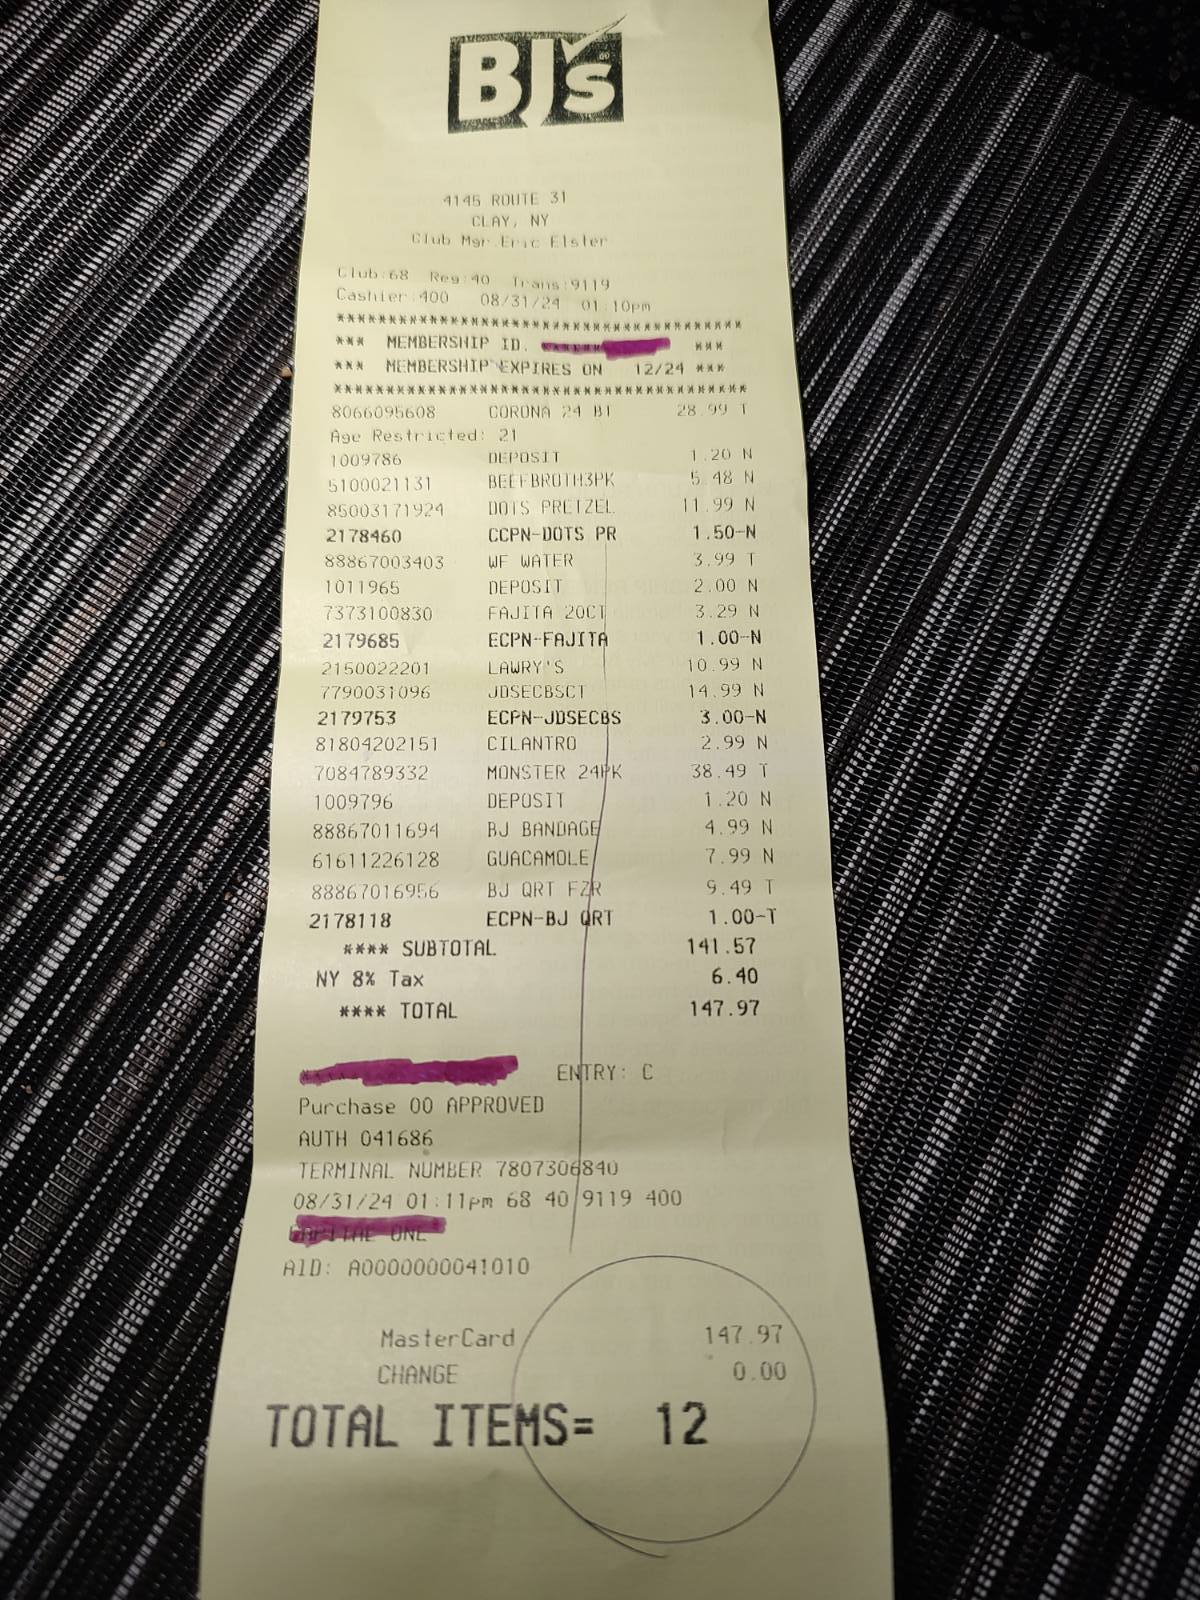 BJ's
4145 ROUTE 31
CLAY, NY
Club Mgr.Eric Elster
Club:68 Reg:40 Trans:9119
Cashier:400 08/31/24 01:10pm
***************************************
*** MEMBERSHIP ID. ***
*** MEMBERSHIP EXPIRES ON 12/24 ***
***************************************
8066095608 CORONA 24 B1 28.99 T
Age Restricted: 21
1009786 DEPOSIT 1.20 N
5100021131 BEEFBROTH3PK 5.48 N
85003171924 DOTS PRETZEL 11.99 N
2178460 CCPN-DOTS PR 1.50-N
88867003403 WF WATER 3.99 T
1011965 DEPOSIT 2.00 N
7373100830 FAJITA 20CT 3.29 N
2179685 ECPN-FAJITA 1.00-N
2150022201 LAWRY'S 10.99 N
7790031096 JDSECBSCT 14.99 N
2179753 ECPN-JDSECBS 3.00-N
81804202151 CILANTRO 2.99 N
7084789332 MONSTER 24PK 38.49 T
1009796 DEPOSIT 1.20 N
88867011694 BJ BANDAGE 4.99 N
61611226128 GUACAMOLE 7.99 N
88867016956 BJ QRT FZR 9.49 T
2178118 ECPN-BJ QRT 1.00-T
**** SUBTOTAL 141.57
NY 8% Tax 6.40
**** TOTAL 147.97
ENTRY: C
Purchase 00 APPROVED
AUTH 041686
TERMINAL NUMBER 7807306840
08/31/24 01:11pm 68 40 9119 400
CAPITAL ONE
AID: A0000000041010
MasterCard 147.97
CHANGE 0.00
TOTAL ITEMS= 12